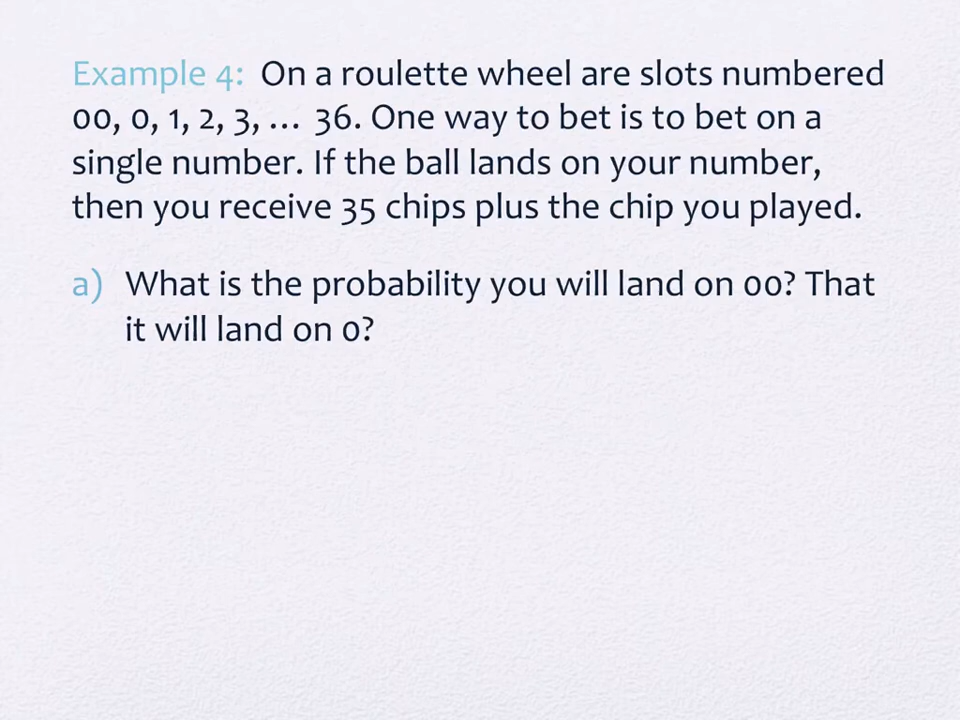 Example 4: On a roulette wheel are slots numbered
00, 0, 1, 2, 3, … 36. One way to bet is to bet on a
single number. If the ball lands on your number,
then you receive 35 chips plus the chip you played.
a) What is the probability you will land on 00? That
it will land on 0?